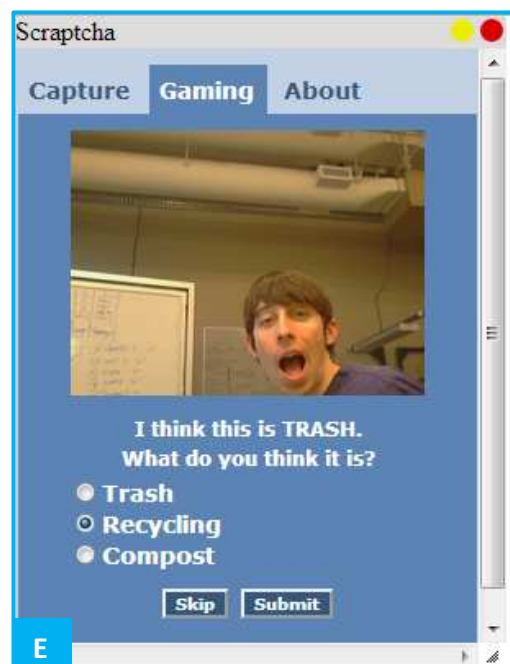 Scraptcha
Capture Gaming About
I think this is TRASH.
What do you think it is?
Trash
Recycling
Compost
Skip Submit
E